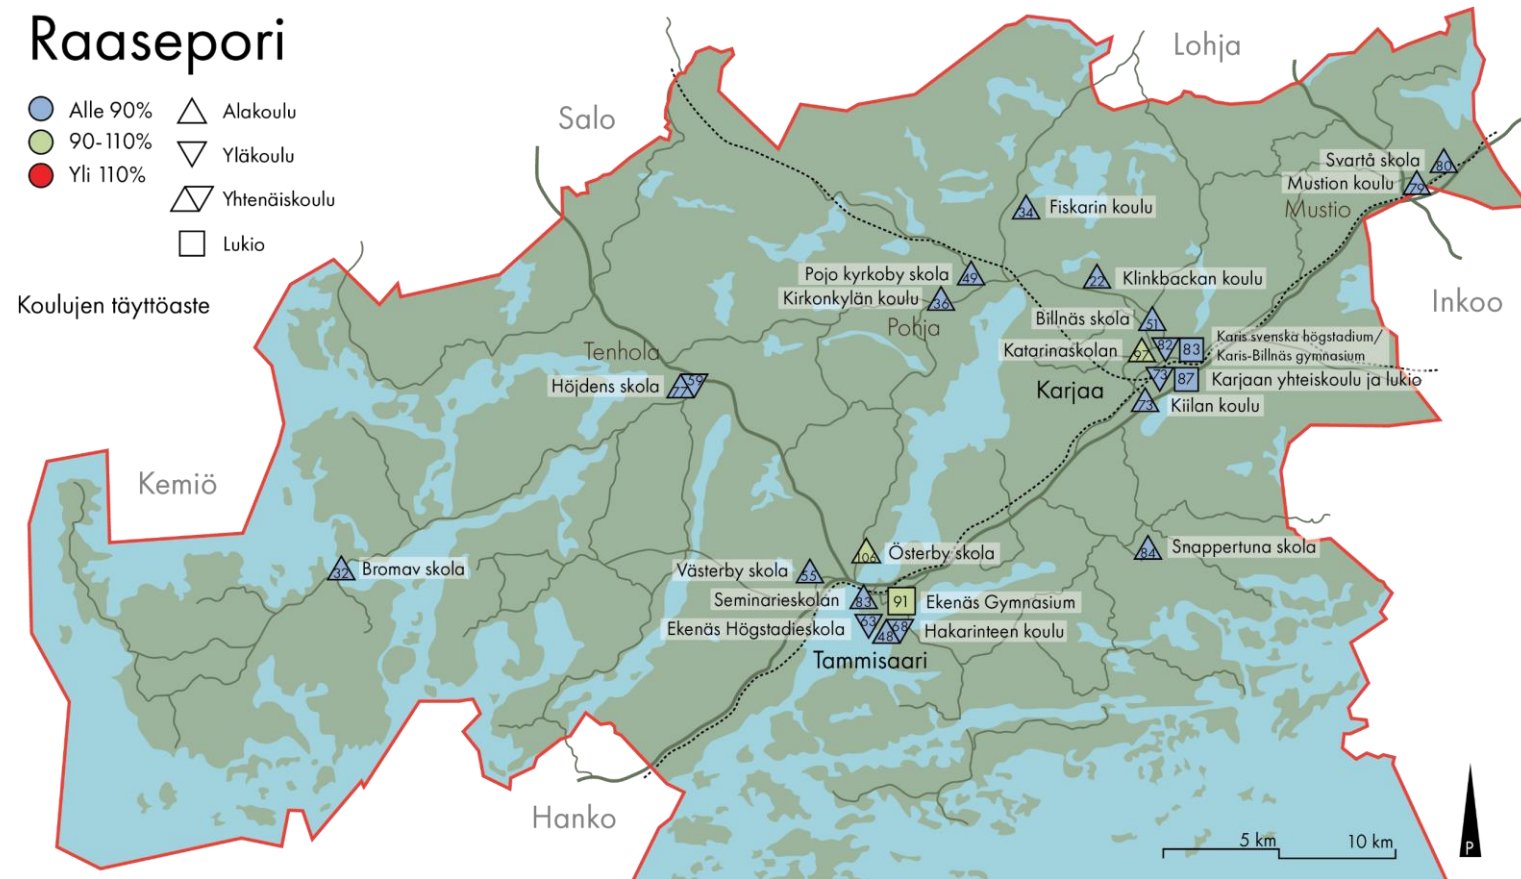 Raasepori
Alle 90%
90-110%
Yli 110%
Alakoulu
Yläkoulu
Yhtenäiskoulu
Lukio
Koulujen täyttöaste
Salo
Lohja
Inkoo
Kemiö
Hanko
Svartå skola
80
Mustion koulu
79
Mustio
34
Fiskarin koulu
Pojo kyrkoby skola
49
Kirkonkylän koulu
36
Pohja
22
Klinkbackan koulu
Billnäs skola
51
Katarinaskolan
97
82
83
Karis svenska högstadium/
Karis-Billnäs gymnasium
Karjaa
73
87
Karjaan yhteiskoulu ja lukio
73
Kiilan koulu
Tenhola
Höjdens skola
77
59
32
Bromav skola
Västerby skola
55
106
Österby skola
84
Snappertuna skola
Seminarieskolan
83
91
Ekenäs Gymnasium
Ekenäs Högstadieskola
63
48
68
Hakarinteen koulu
Tammisaari
5 km
10 km
P